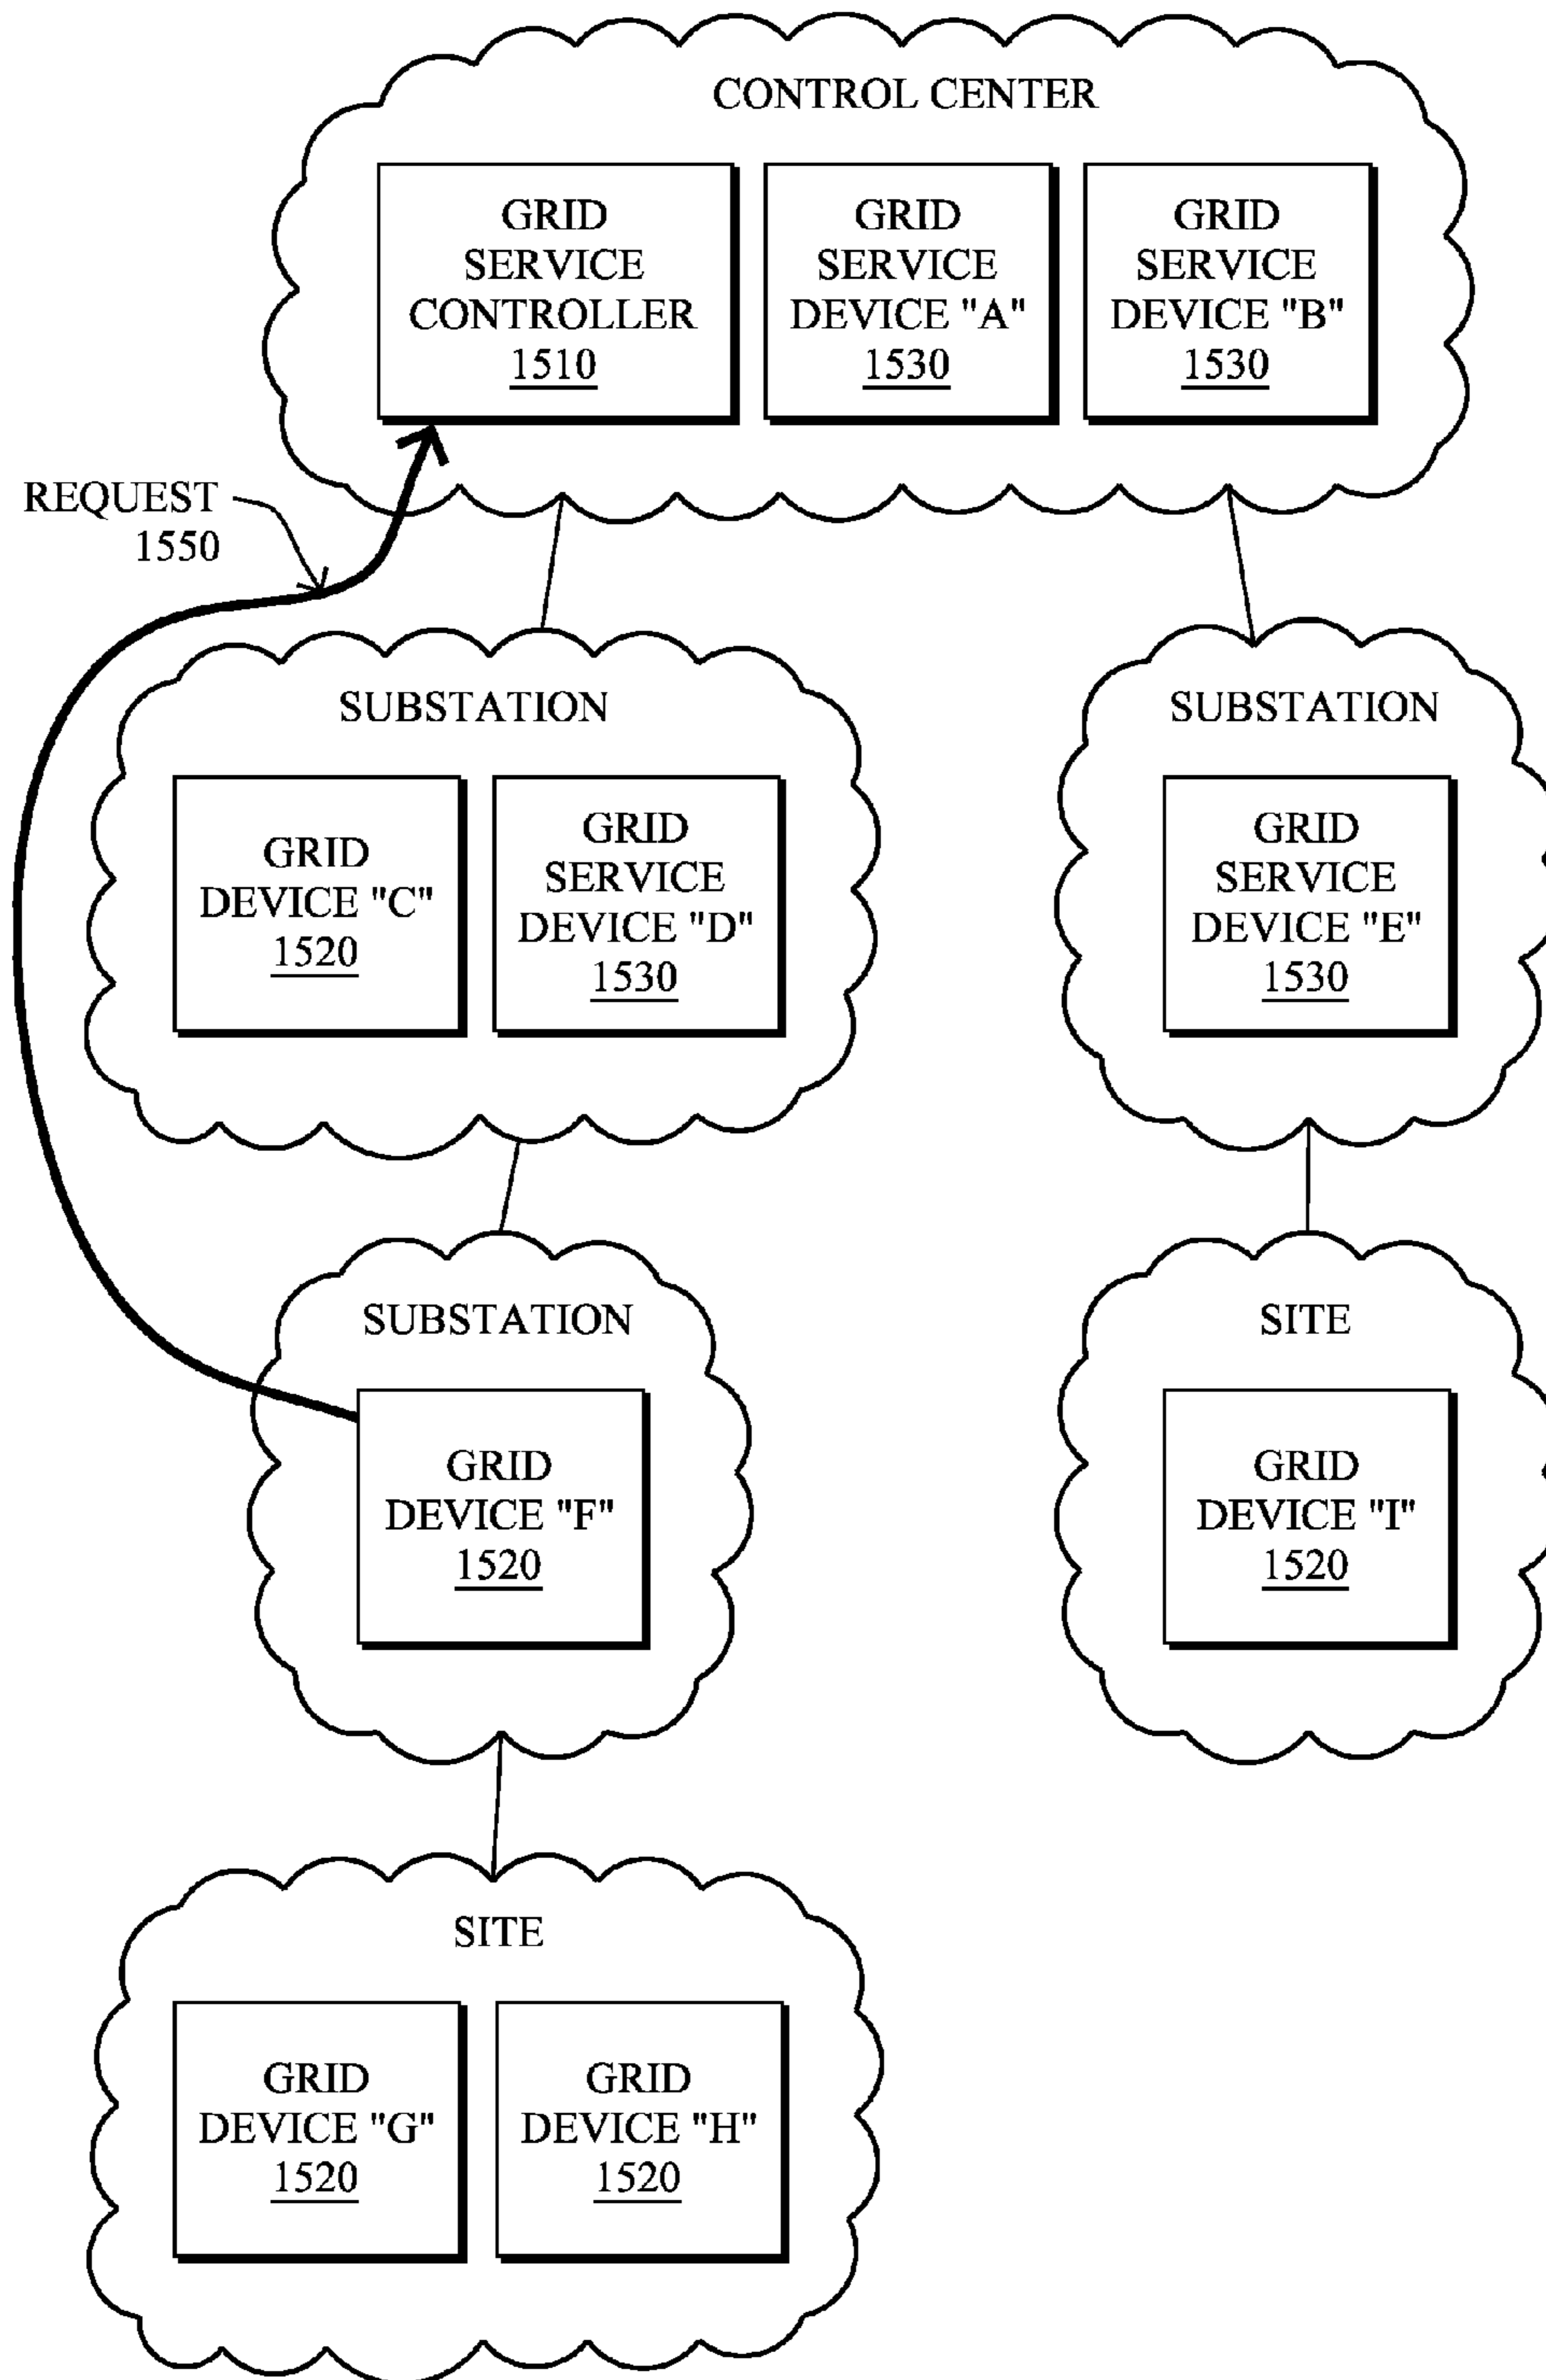 CONTROL CENTER
GRID
SERVICE
CONTROLLER
1510
GRID
SERVICE
DEVICE "A"
1530
GRID
SERVICE
DEVICE "B"
1530
REQUEST
1550
SUBSTATION
GRID
DEVICE "C"
1520
GRID
SERVICE
DEVICE "D"
1530
SUBSTATION
GRID
SERVICE
DEVICE "E"
1530
SUBSTATION
GRID
DEVICE "F"
1520
SITE
GRID
DEVICE "I"
1520
SITE
GRID
DEVICE "G"
1520
GRID
DEVICE "H"
1520